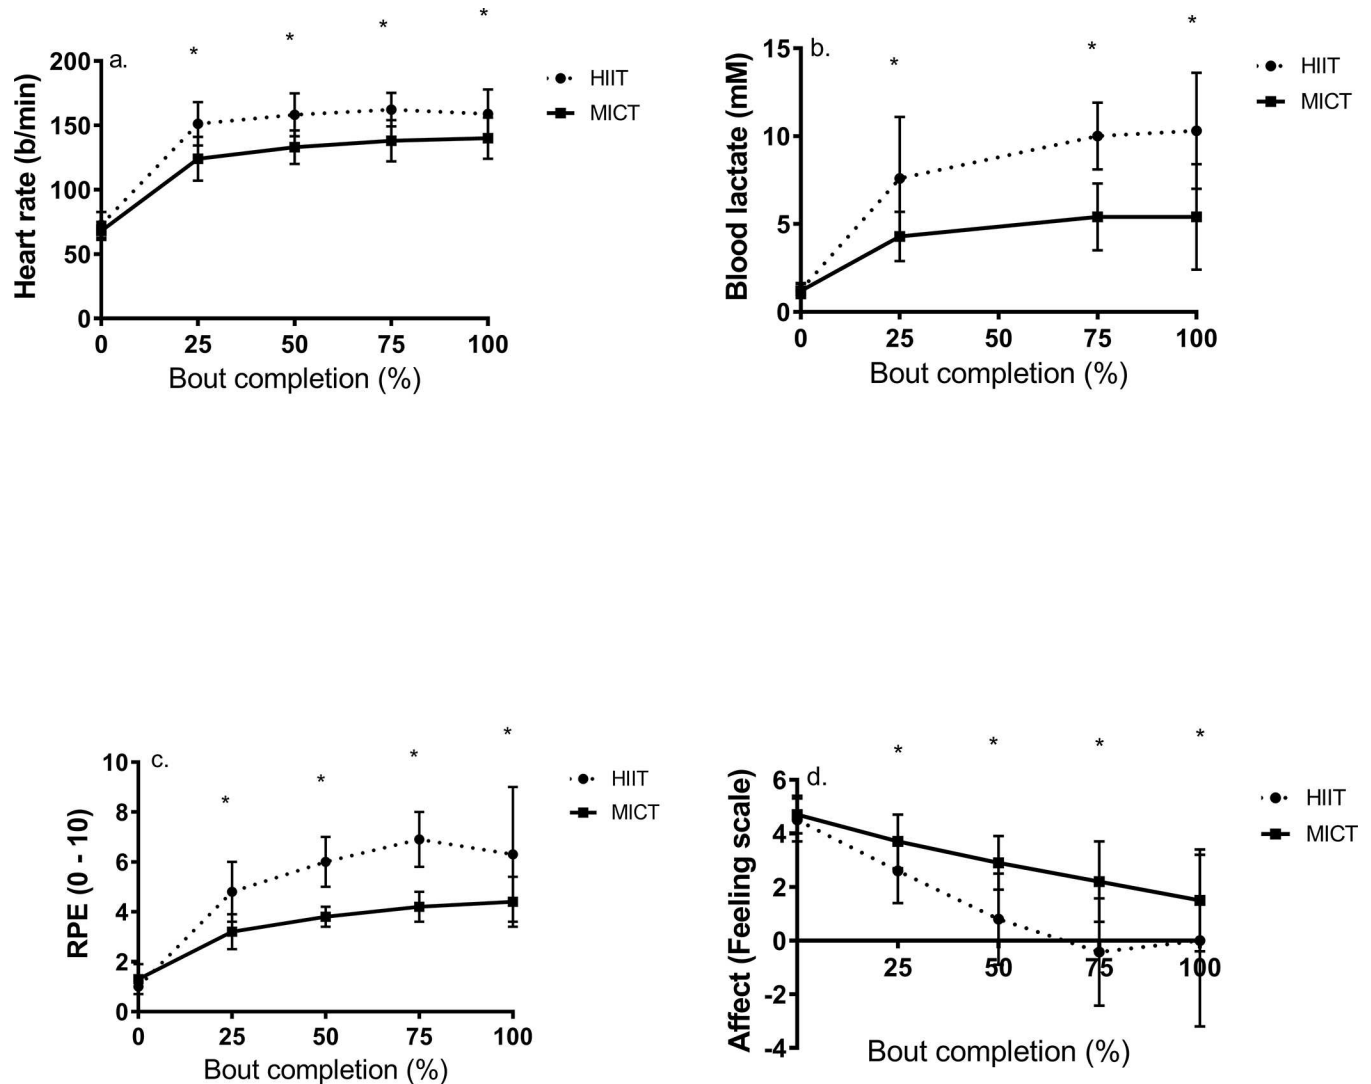 * * * *
200 a.
150
100
50
0
0 25 50 75 100
Heart rate (b/min)
Bout completion (%)
HIIT
MICT
* * *
15 b.
10
5
0
0 25 50 75 100
Blood lactate (mM)
Bout completion (%)
HIIT
MICT
* * * *
10 c.
8
6
4
2
0
0 25 50 75 100
RPE (0 - 10)
Bout completion (%)
HIIT
MICT
* * * *
6 d.
4
2
0
25 50 75 100
-2
-4
Affect (Feeling scale)
Bout completion (%)
HIIT
MICT